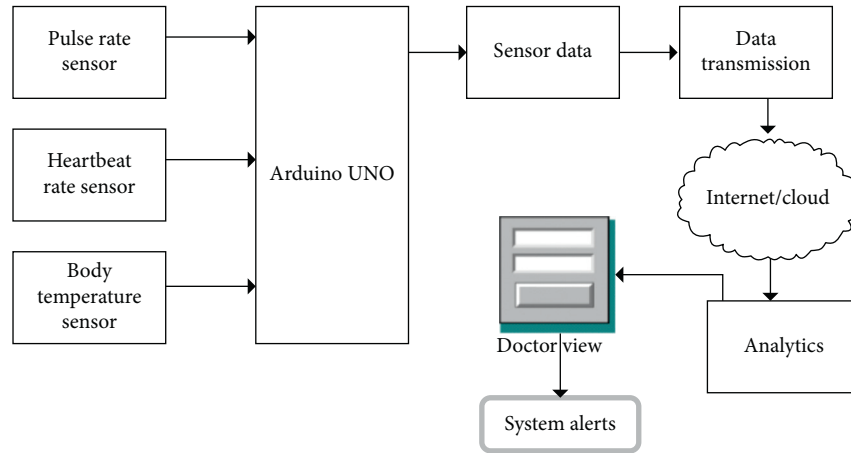 Pulse rate
sensor
Heartbeat
rate sensor
Body
temperature
sensor
Arduino UNO
Sensor data
Data
transmission
Internet/cloud
Analytics
Doctor view
System alerts